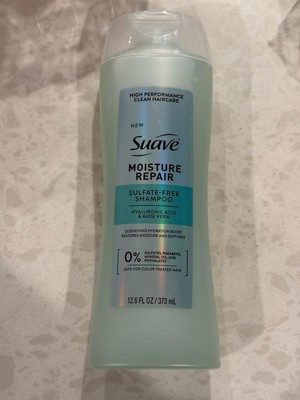 HIGH PERFORMANCE
CLEAN HAIRCARE
NEW
Suave
MOISTURE
REPAIR
SULFATE-FREE
SHAMPOO
HYALURONIC ACID
& ALOE VERA
QUENCHING HYDRATION BOOST
RESTORES MOISTURE AND SOFTNESS
0%
SULFATES, PARABENS,
MINERAL OIL, AND
PHTHALATES
SAFE FOR COLOR TREATED HAIR
12.6 FL OZ / 373 mL